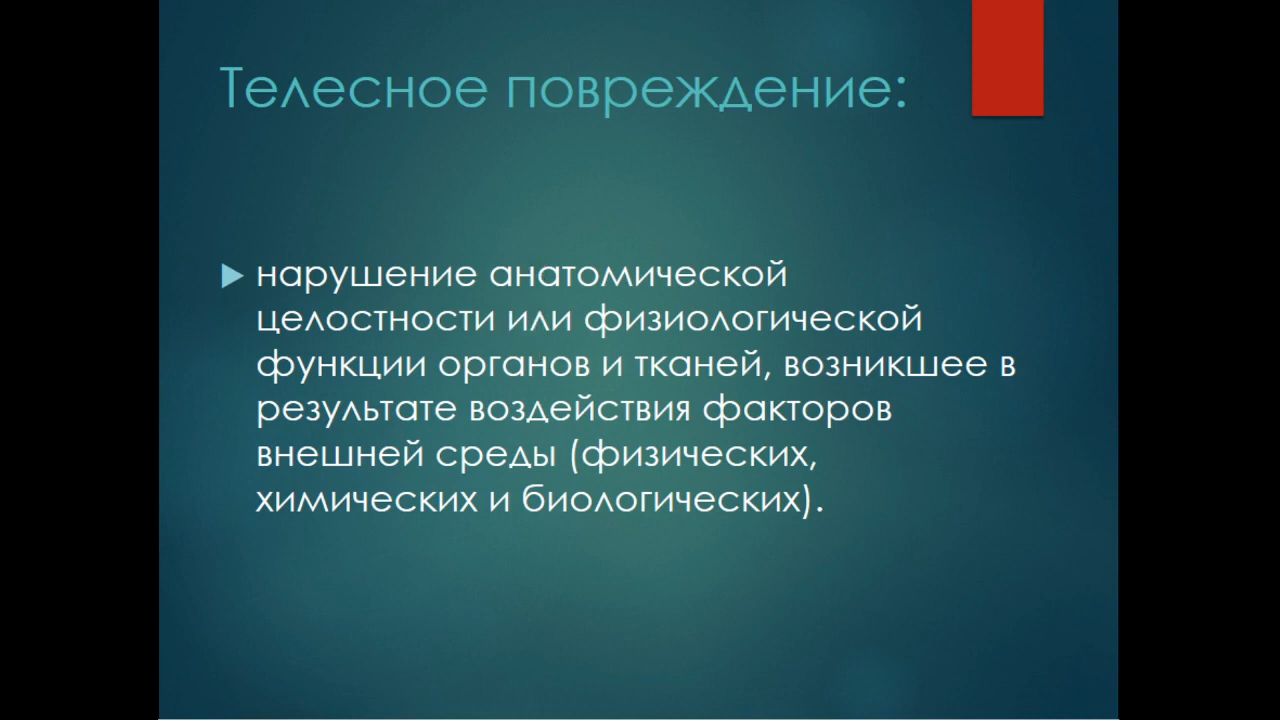 Телесное повреждение:
нарушение анатомической
целостности или физиологической
функции органов и тканей, возникшее в
результате воздействия факторов
внешней среды (физических,
химических и биологических).